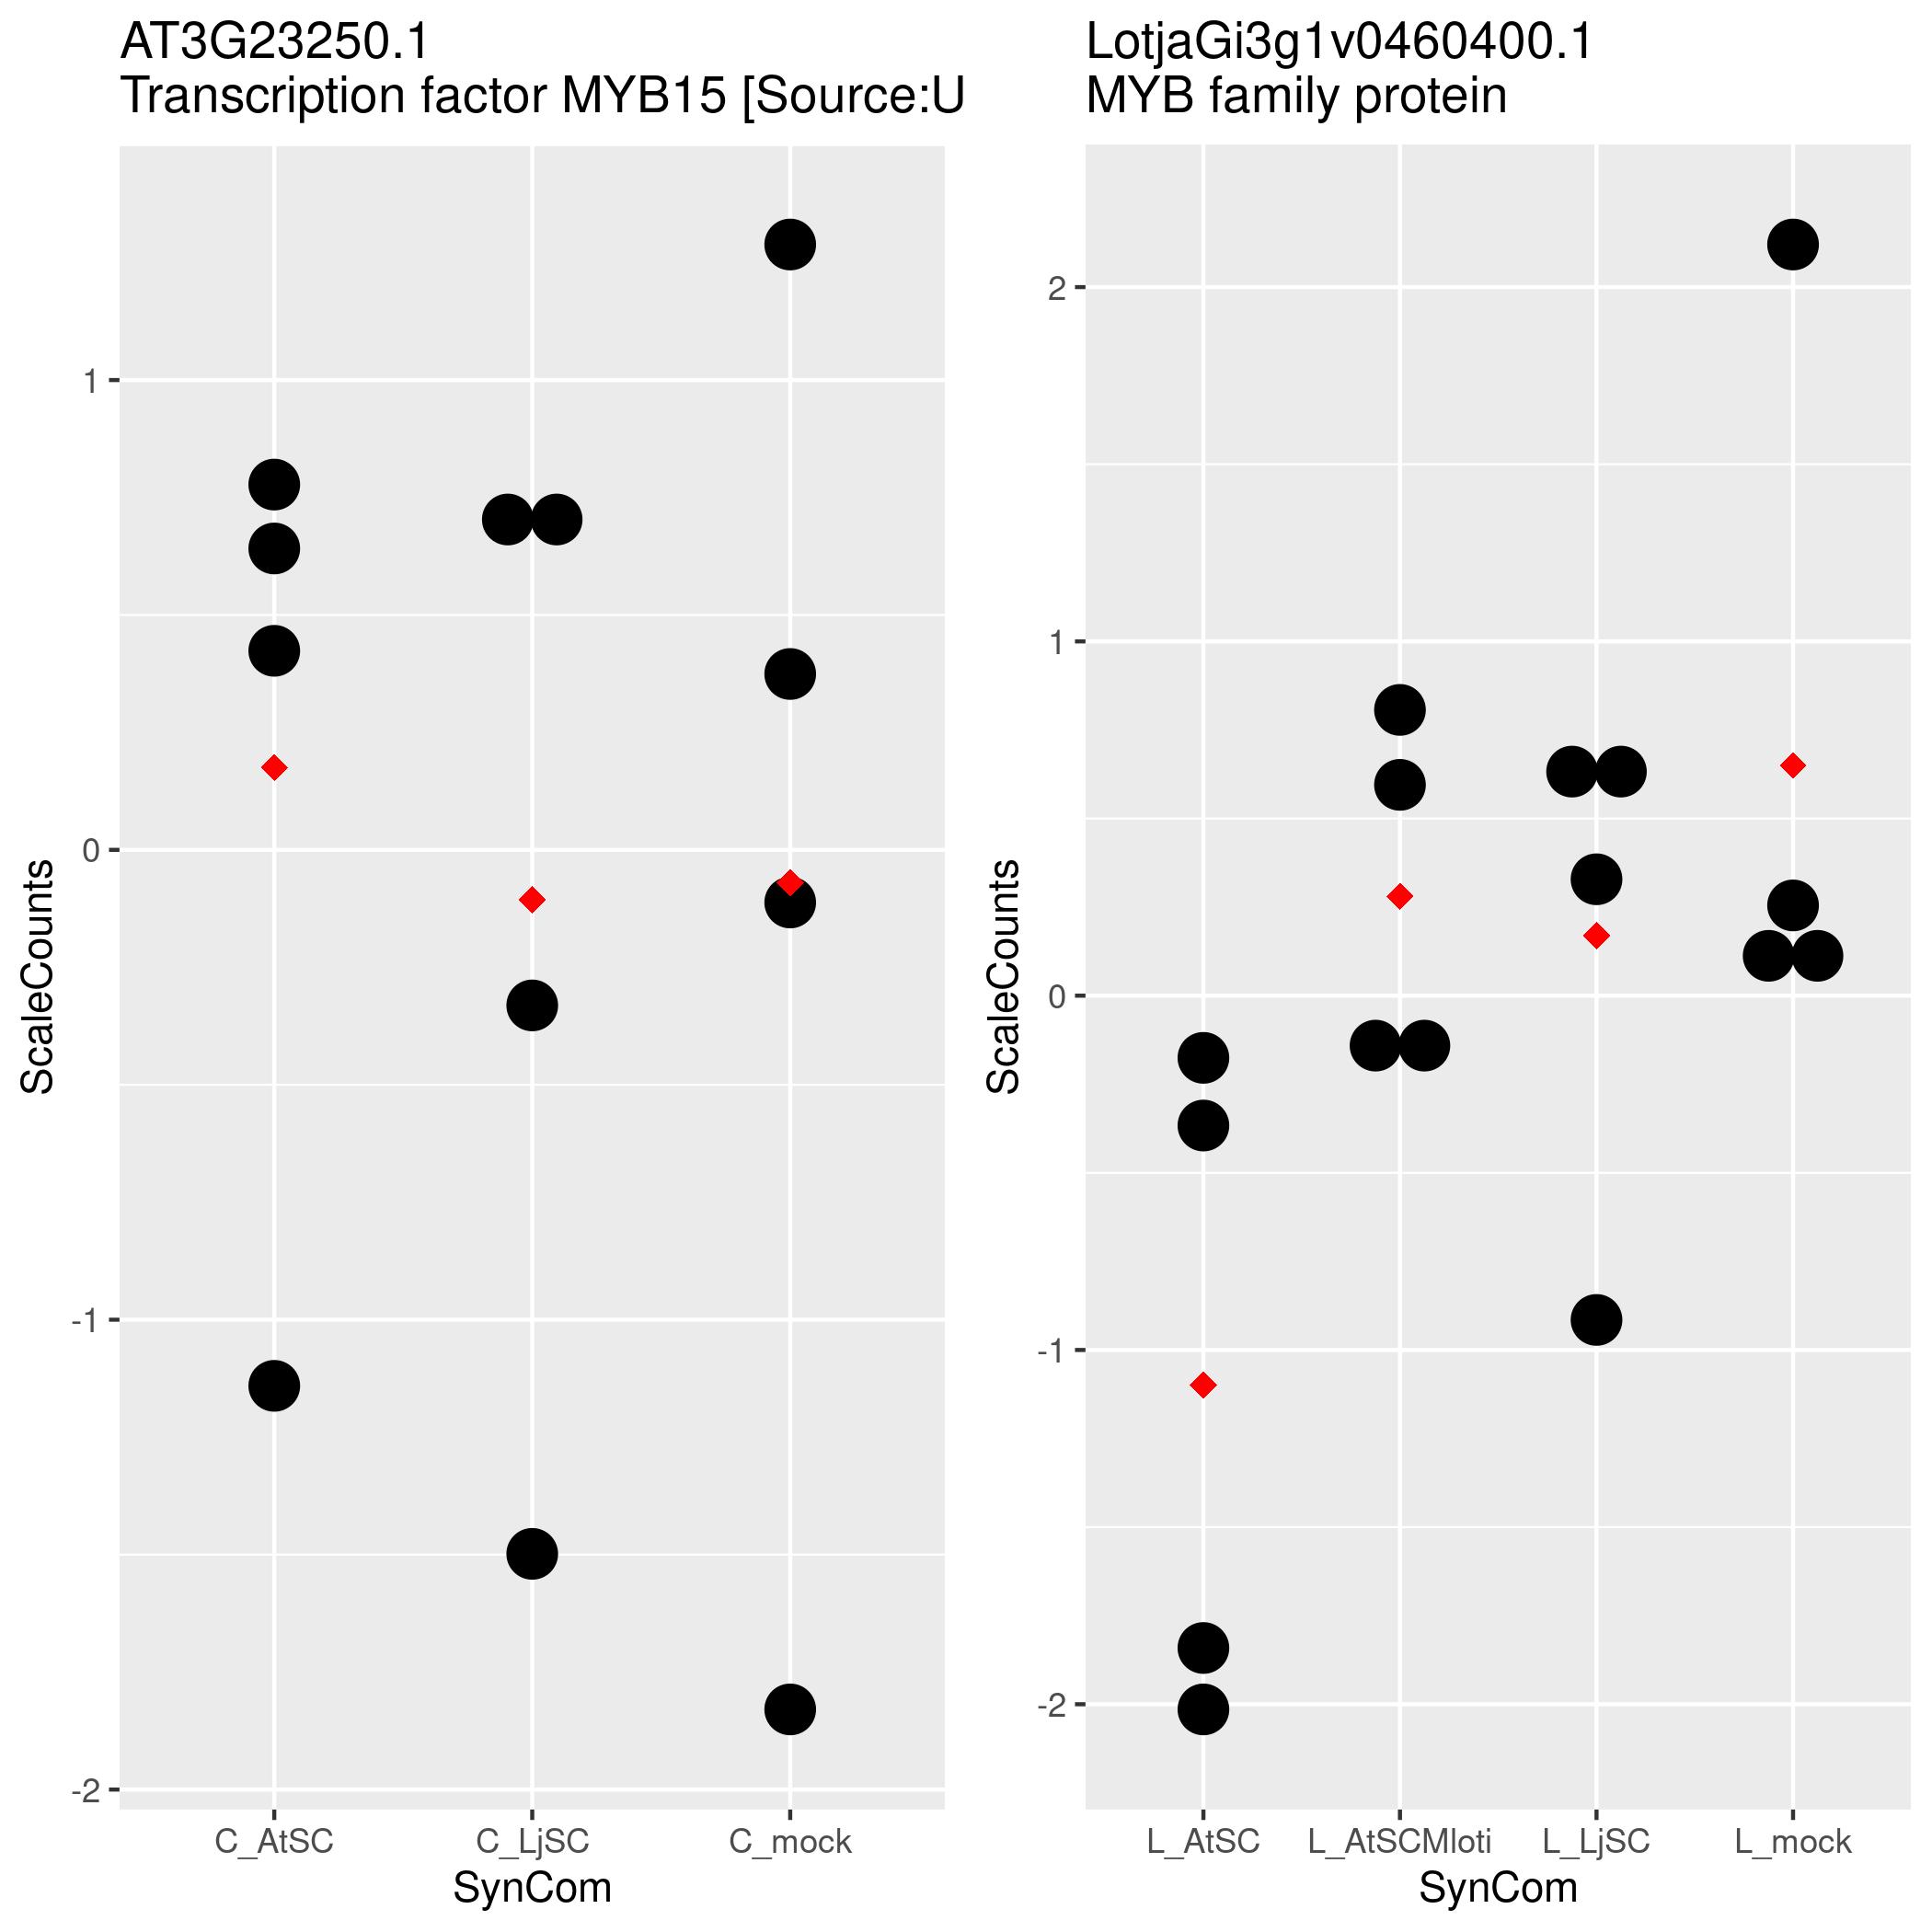 AT3G23250.1
Transcription factor MYB15 [Source:U
ScaleCounts
1
0
-1
-2
C_AtSC C_LjSC C_mock
SynCom
LotjaGi3g1v0460400.1
MYB family protein
ScaleCounts
2
1
0
-1
-2
L_AtSC L_AtSCMloti L_LjSC L_mock
SynCom